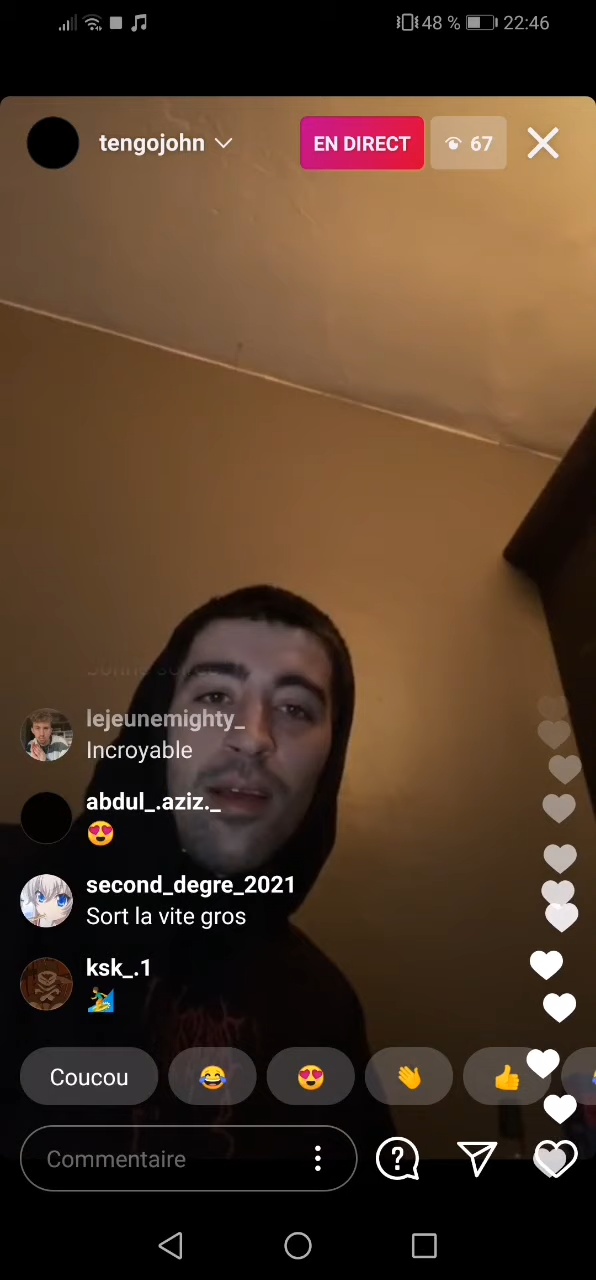 48 % 22:46
tengojohn EN DIRECT 67
lejeunemighty_
Incroyable
abdul_.aziz._
😍
second_degre_2021
Sort la vite gros
ksk_.1
🏄
Coucou 😂 😍 👋 👍
Commentaire